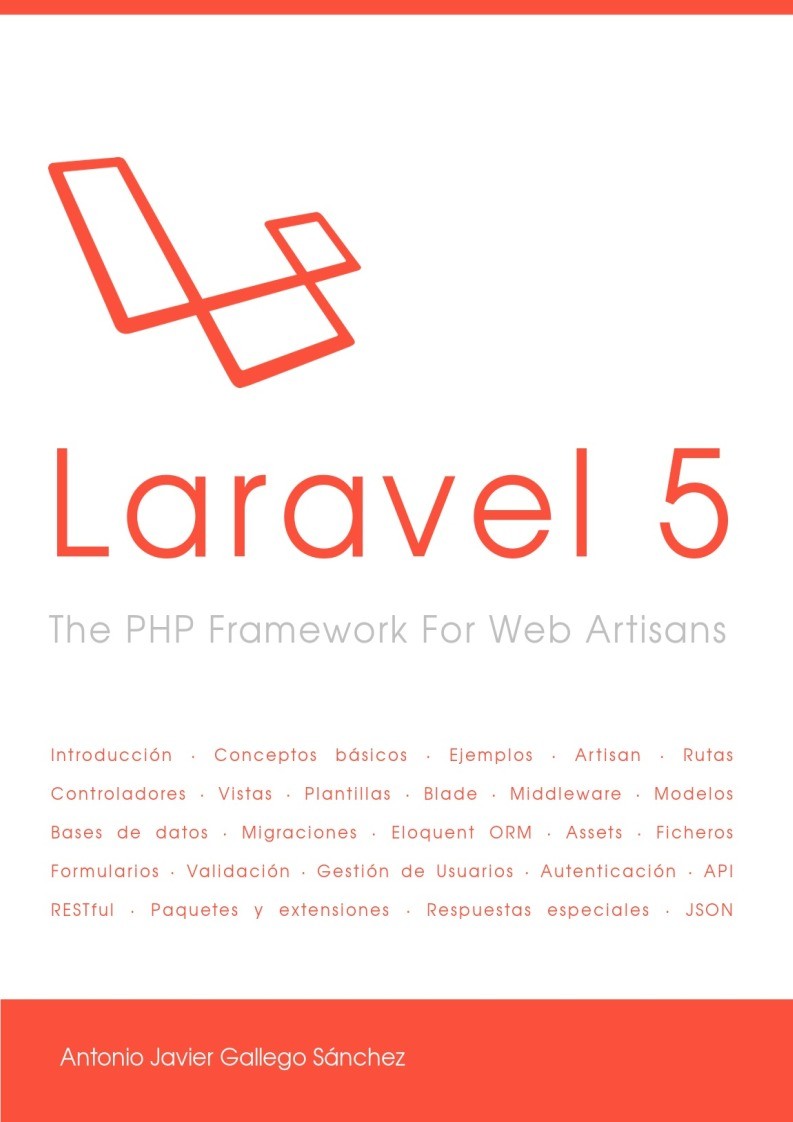 Laravel 5
The PHP Framework For Web Artisans
Introducción · Conceptos básicos · Ejemplos · Artisan · Rutas
Controladores · Vistas · Plantillas · Blade · Middleware · Modelos
Bases de datos · Migraciones · Eloquent ORM · Assets · Ficheros
Formularios · Validación · Gestión de Usuarios · Autenticación · API
RESTful · Paquetes y extensiones · Respuestas especiales · JSON
Antonio Javier Gallego Sánchez